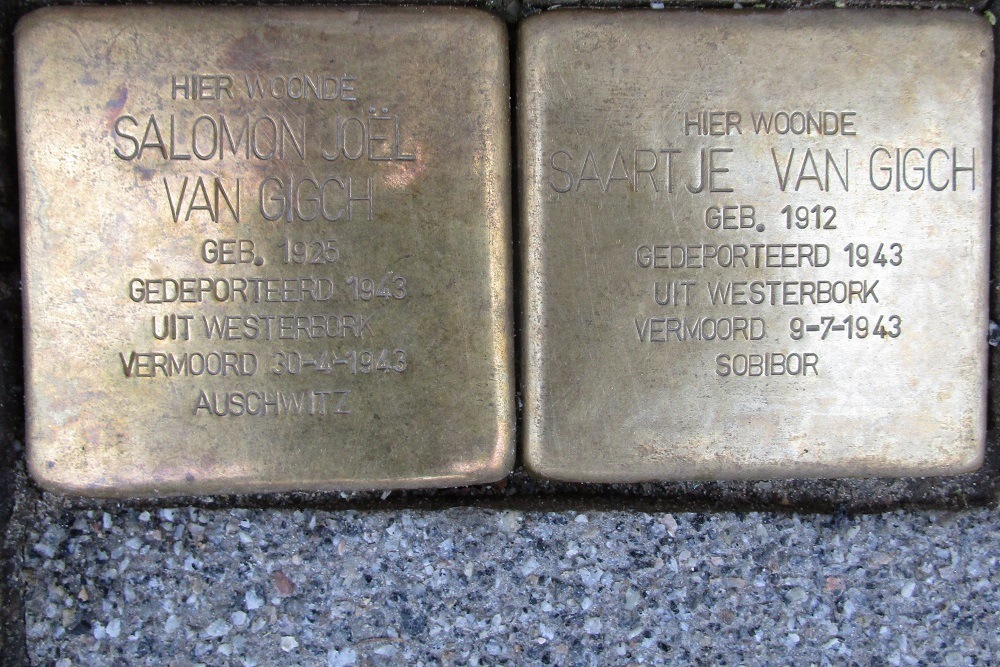 HIER WOONDE
SALOMON JOËL
VAN GIGCH
GEB. 1925
GEDEPORTEERD 1943
UIT WESTERBORK
VERMOORD 30-4-1943
AUSCHWITZ
HIER WOONDE
SAARTJE VAN GIGCH
GEB. 1912
GEDEPORTEERD 1943
UIT WESTERBORK
VERMOORD 9-7-1943
SOBIBOR